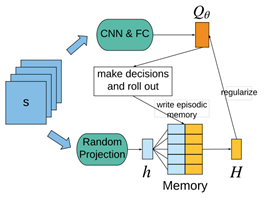 CNN & FC
Qθ
make decisions
and roll out
s
regularize
write episodic
memory
Random
Projection
h
H
Memory